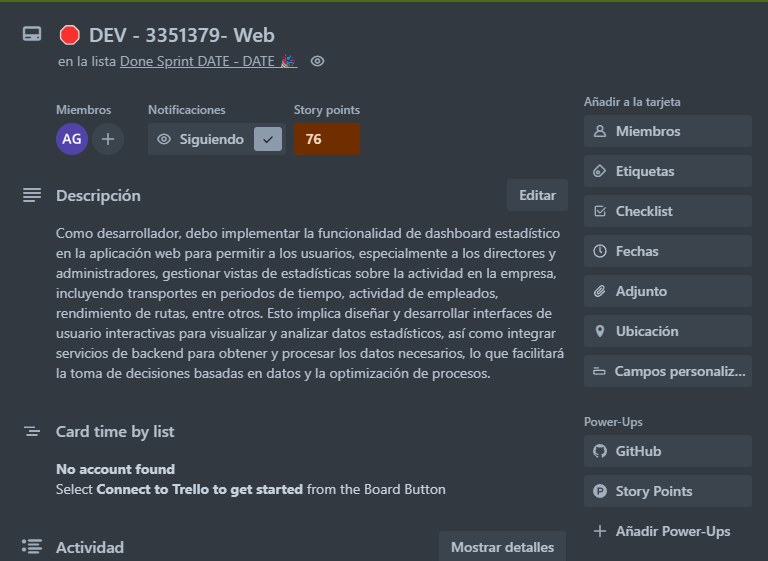 DEV - 3351379- Web
en la lista Done Sprint DATE - DATE 🎉
Miembros
Notificaciones
Story points
AG
Siguiendo
76
Descripción
Editar
Como desarrollador, debo implementar la funcionalidad de dashboard estadístico
en la aplicación web para permitir a los usuarios, especialmente a los directores y
administradores, gestionar vistas de estadísticas sobre la actividad en la empresa,
incluyendo transportes en periodos de tiempo, actividad de empleados,
rendimiento de rutas, entre otros. Esto implica diseñar y desarrollar interfaces de
usuario interactivas para visualizar y analizar datos estadísticos, así como integrar
servicios de backend para obtener y procesar los datos necesarios, lo que facilitará
la toma de decisiones basadas en datos y la optimización de procesos.
Card time by list
No account found
Select Connect to Trello to get started from the Board Button
Actividad
Mostrar detalles
Añadir a la tarjeta
Miembros
Etiquetas
Checklist
Fechas
Adjunto
Ubicación
Campos personaliz...
Power-Ups
GitHub
Story Points
Añadir Power-Ups